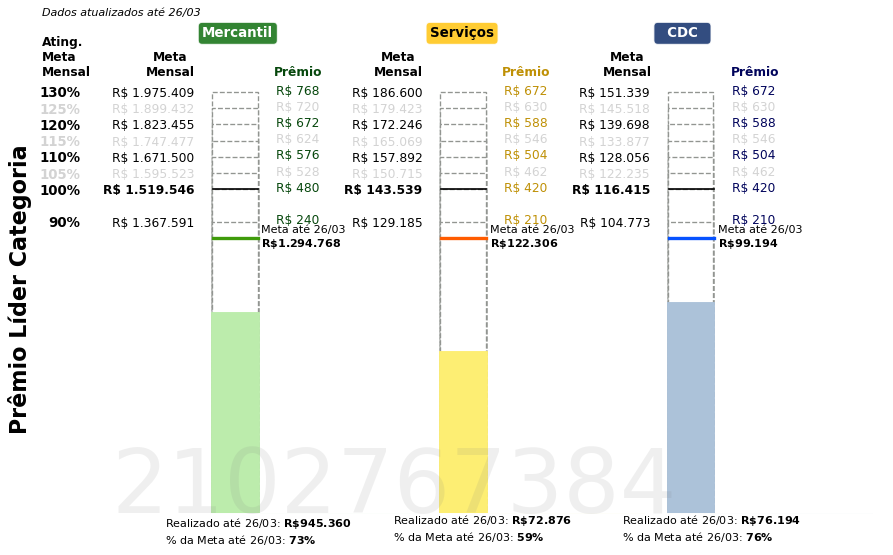 Dados atualizados até 26/03
Mercantil Serviços CDC
Ating.
Meta Meta Meta Meta
Mensal Mensal Prêmio Mensal Prêmio Mensal Prêmio
130% R$ 1.975.409 R$ 768 R$ 186.600 R$ 672 R$ 151.339 R$ 672
125% R$ 1.899.432 R$ 720 R$ 179.423 R$ 630 R$ 145.518 R$ 630
120% R$ 1.823.455 R$ 672 R$ 172.246 R$ 588 R$ 139.698 R$ 588
115% R$ 1.747.477 R$ 624 R$ 165.069 R$ 546 R$ 133.877 R$ 546
110% R$ 1.671.500 R$ 576 R$ 157.892 R$ 504 R$ 128.056 R$ 504
105% R$ 1.595.523 R$ 528 R$ 150.715 R$ 462 R$ 122.235 R$ 462
100% R$ 1.519.546 R$ 480 R$ 143.539 R$ 420 R$ 116.415 R$ 420
90% R$ 1.367.591 R$ 240 R$ 129.185 R$ 210 R$ 104.773 R$ 210
Meta até 26/03 Meta até 26/03 Meta até 26/03
R$1.294.768 R$122.306 R$99.194
Prêmio Líder Categoria
2102767384
Realizado até 26/03: R$945.360 Realizado até 26/03: R$72.876 Realizado até 26/03: R$76.194
% da Meta até 26/03: 73% % da Meta até 26/03: 59% % da Meta até 26/03: 76%